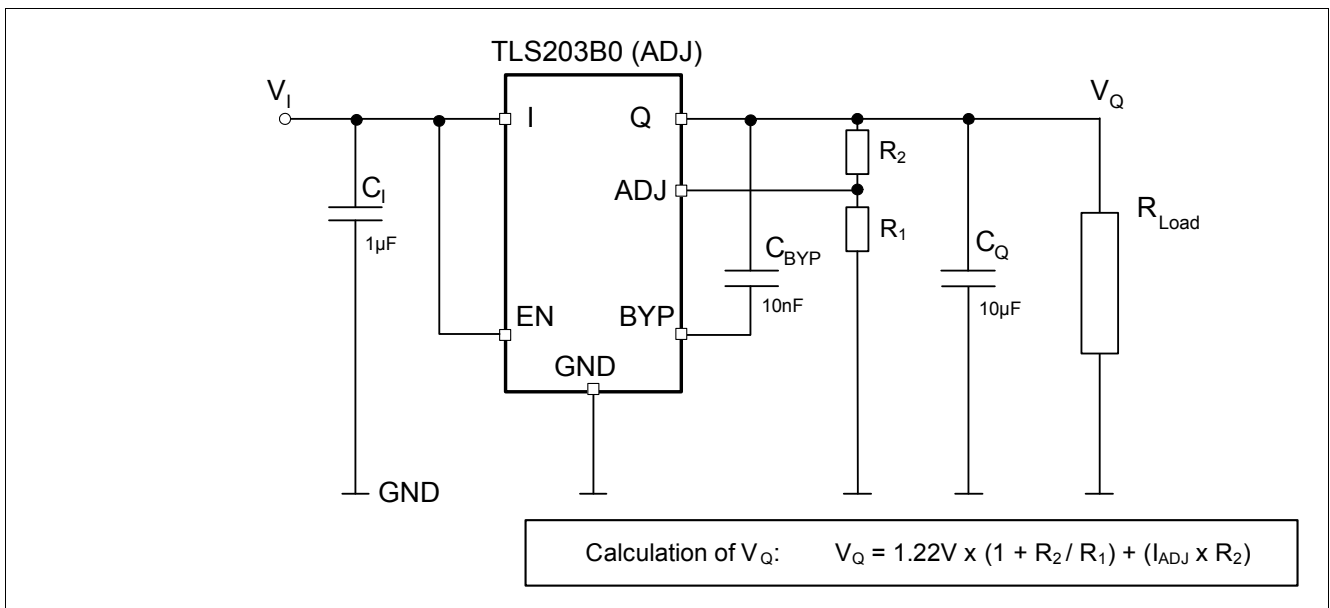 TLS203B0 (ADJ)
V_I
V_Q
I
Q
R_2
ADJ
C_I
1µF
R_1
R_Load
C_BYP
10nF
C_Q
10µF
EN
BYP
GND
GND
Calculation of V_Q: V_Q = 1.22V x (1 + R_2 / R_1) + (I_ADJ x R_2)